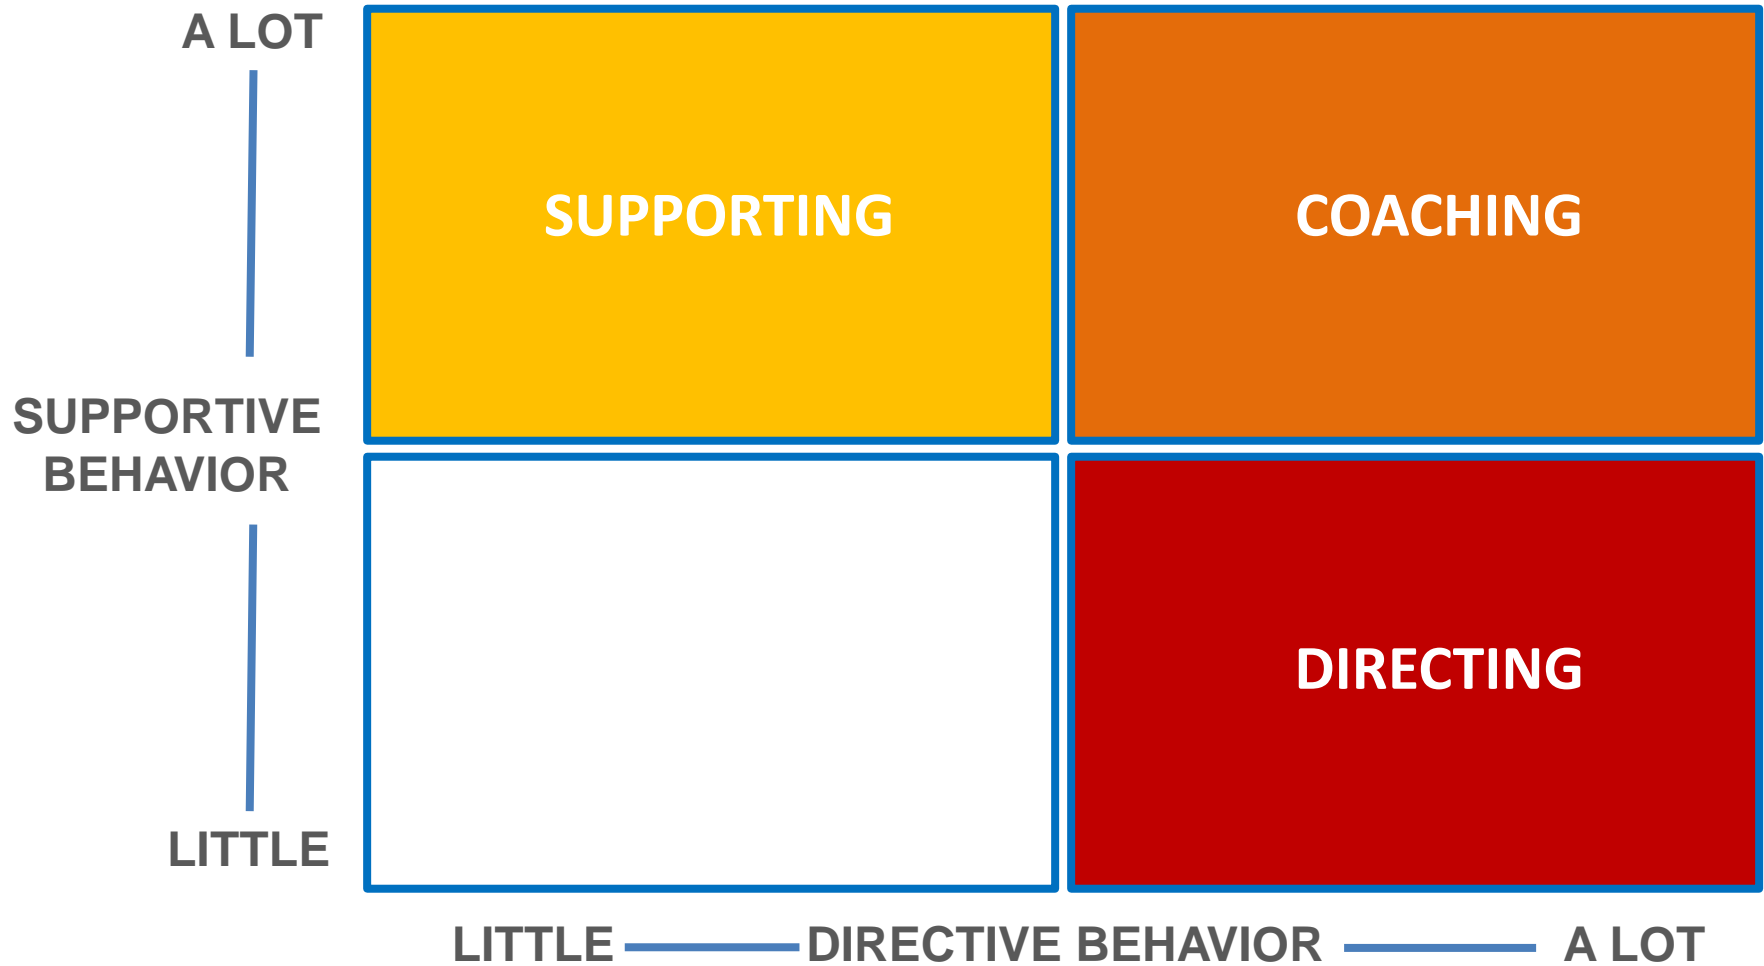 A LOT
SUPPORTING
COACHING
SUPPORTIVE
BEHAVIOR
DIRECTING
LITTLE
LITTLE DIRECTIVE BEHAVIOR A LOT